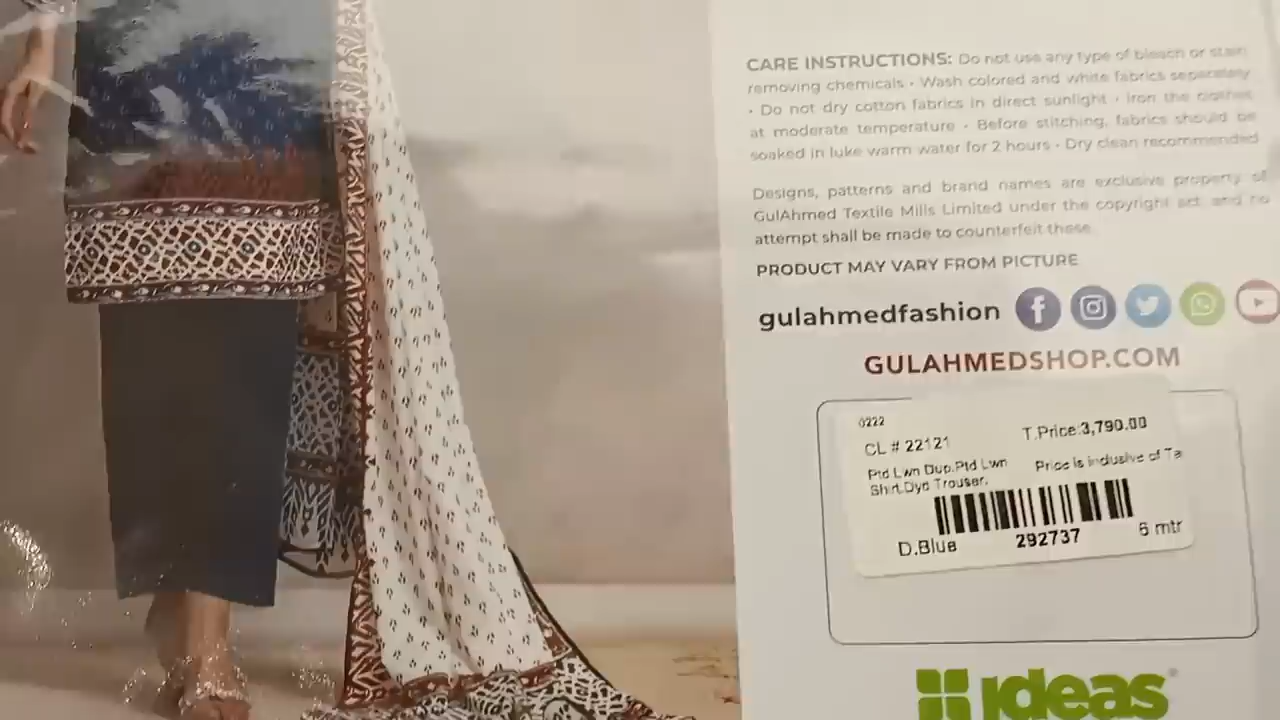 CARE INSTRUCTIONS: Do not use any type of bleach or stain
removing chemicals • Wash colored and white fabrics separately
• Do not dry cotton fabrics in direct sunlight • Iron the clothes
at moderate temperature • Before stitching, fabrics should be
soaked in luke warm water for 2 hours • Dry clean recommended
Designs, patterns and brand names are exclusive property of
GulAhmed Textile Mills Limited under the copyright act, and no
attempt shall be made to counterfeit these.
PRODUCT MAY VARY FROM PICTURE
gulahmedfashion
GULAHMEDSHOP.COM
0222
CL # 22121 T.Price:3,790.00
Ptd Lwn Dup.Ptd Lwn Price is inclusive of Ta
Shirt.Dyd Trouser.
D.Blue 292737 6 mtr
ideas